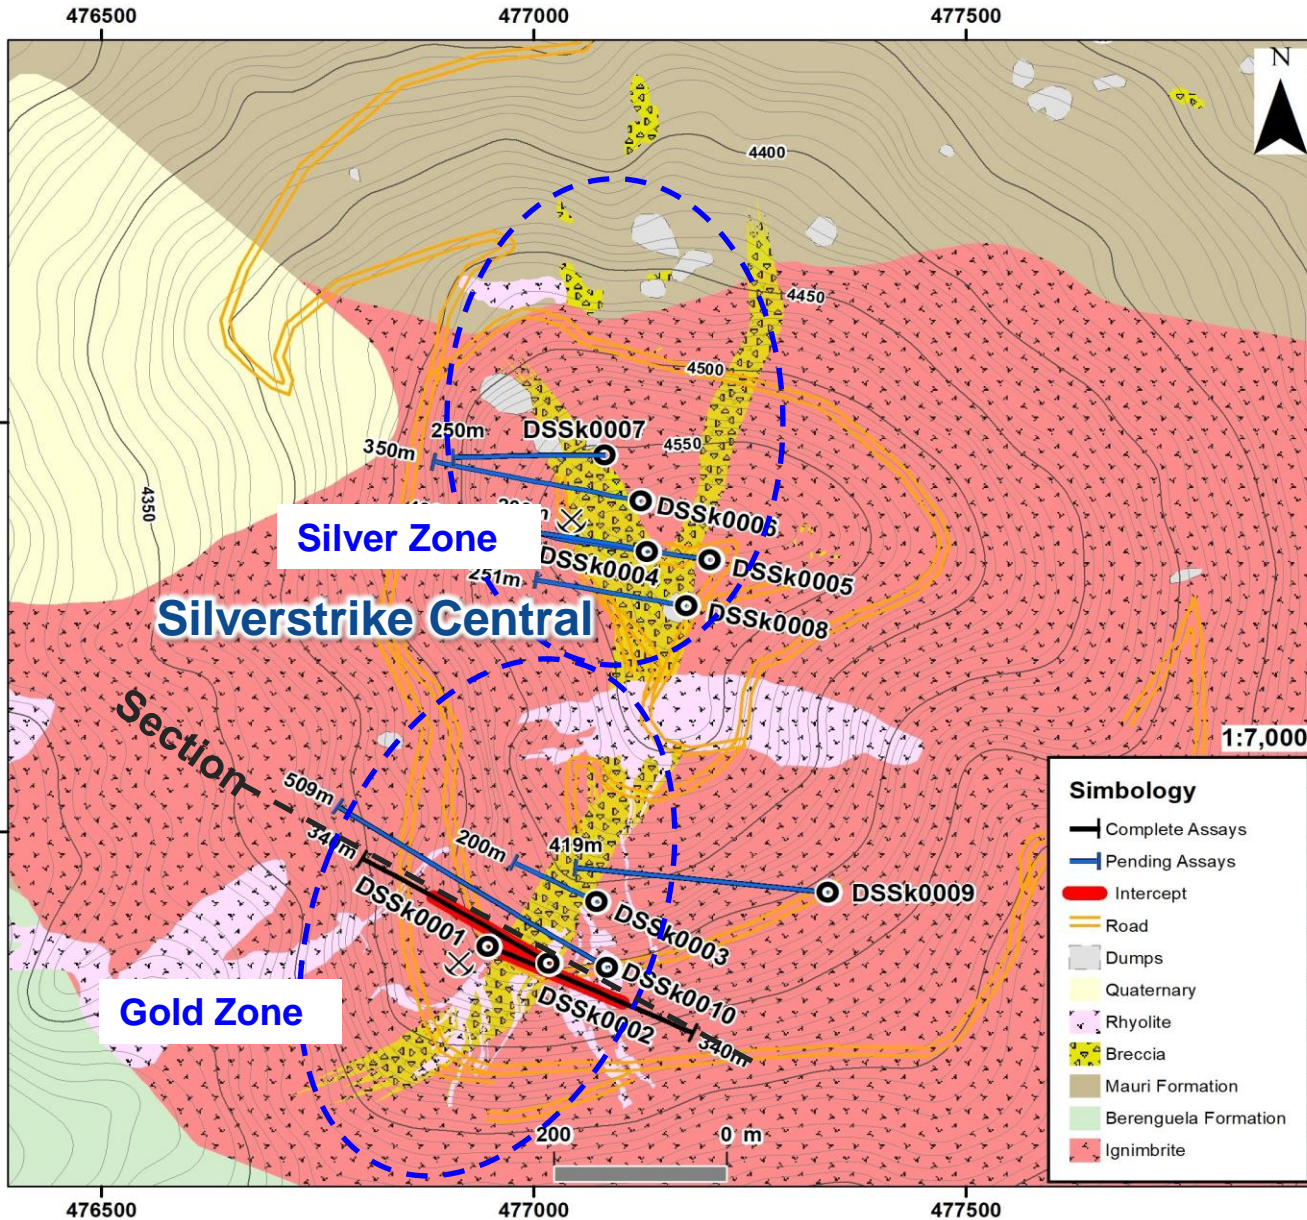 476500
477000
477500
N
4400
4450
4500
250m
DSSk0007
350m
4550
4350
DSSk0006
Silver Zone
DSSk0004
DSSk0005
251m
Silverstrike Central
DSSk0008
Section
1:7,000
509m
340m
200m
419m
DSSk0001
DSSk0009
DSSk0003
DSSk0010
Gold Zone
DSSk0002
340m
200
0 m
Simbology
Complete Assays
Pending Assays
Intercept
Road
Dumps
Quaternary
Rhyolite
Breccia
Mauri Formation
Berenguela Formation
Ignimbrite
476500
477000
477500